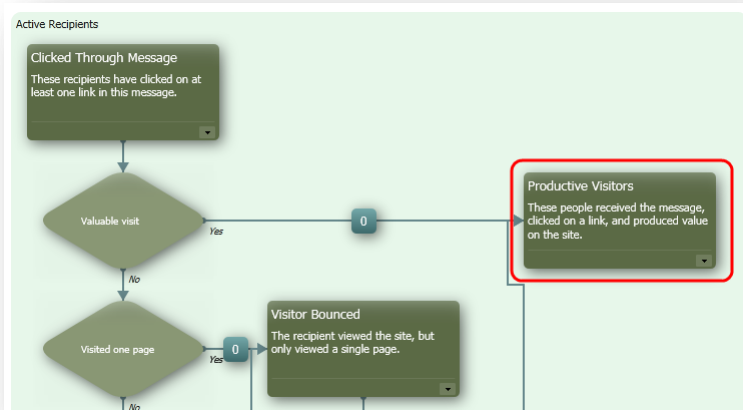 Active Recipients
Clicked Through Message
These recipients have clicked on at
least one link in this message.
Valuable visit
Yes
0
Productive Visitors
These people received the message,
clicked on a link, and produced value
on the site.
No
Visitor Bounced
The recipient viewed the site, but
only viewed a single page.
Visited one page
Yes
0
No